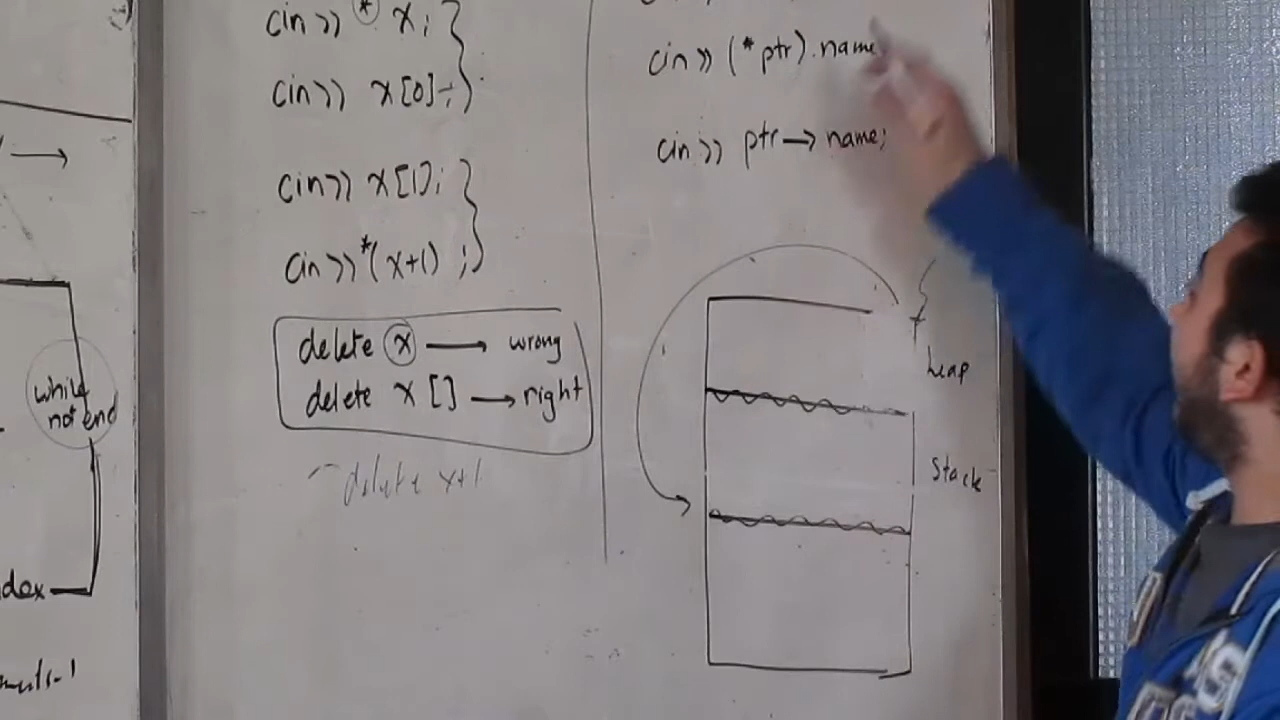 cin >> * x;
cin >> x[0];
cin >> x[1];
cin >> *(x+1) ;
delete x → wrong
delete x [] → right
delete x+1
cin >> (*ptr).name
cin >> ptr → name;
heap
Stack
while
not end
dex